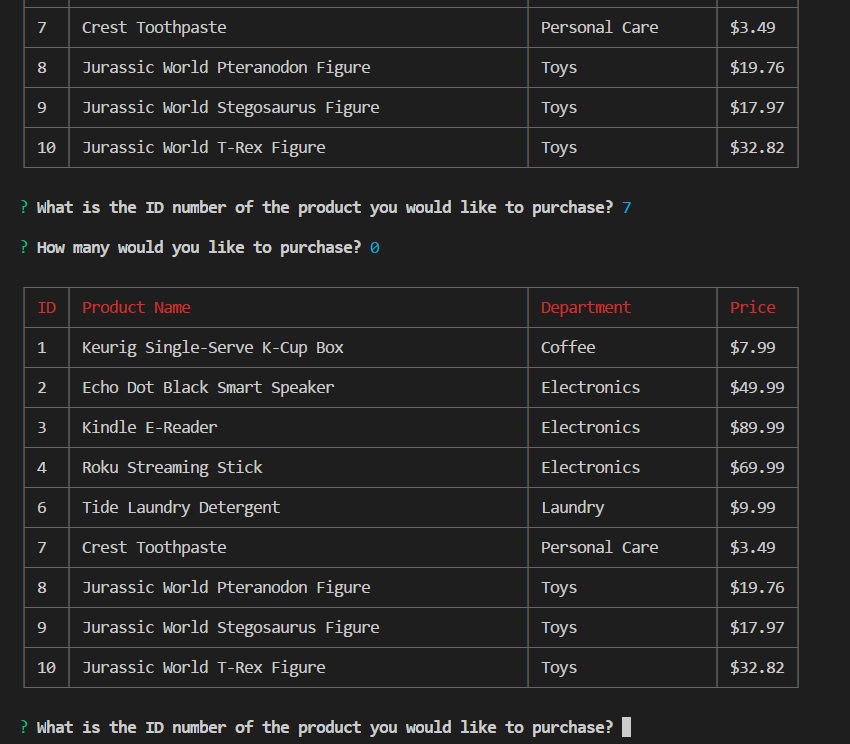 7 Crest Toothpaste Personal Care $3.49
8 Jurassic World Pteranodon Figure Toys $19.76
9 Jurassic World Stegosaurus Figure Toys $17.97
10 Jurassic World T-Rex Figure Toys $32.82
? What is the ID number of the product you would like to purchase? 7
? How many would you like to purchase? 0
ID Product Name Department Price
1 Keurig Single-Serve K-Cup Box Coffee $7.99
2 Echo Dot Black Smart Speaker Electronics $49.99
3 Kindle E-Reader Electronics $89.99
4 Roku Streaming Stick Electronics $69.99
6 Tide Laundry Detergent Laundry $9.99
7 Crest Toothpaste Personal Care $3.49
8 Jurassic World Pteranodon Figure Toys $19.76
9 Jurassic World Stegosaurus Figure Toys $17.97
10 Jurassic World T-Rex Figure Toys $32.82
? What is the ID number of the product you would like to purchase?